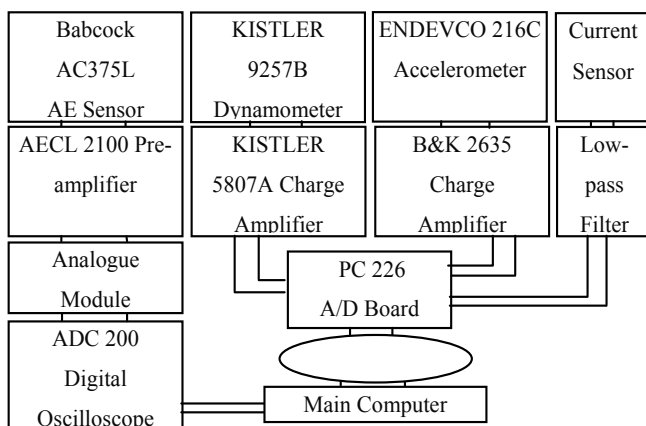 Babcock
AC375L
AE Sensor
KISTLER
9257B
Dynamometer
ENDEVCO 216C
Accelerometer
Current
Sensor
AECL 2100 Pre-
amplifier
KISTLER
5807A Charge
Amplifier
B&K 2635
Charge
Amplifier
Low-
pass
Filter
Analogue
Module
PC 226
A/D Board
ADC 200
Digital
Oscilloscope
Main Computer